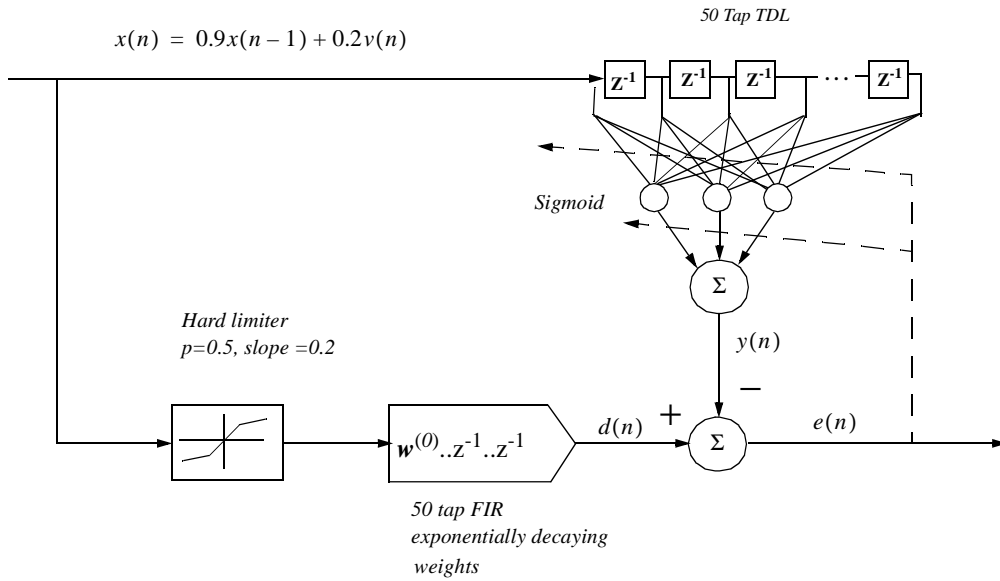 50 Tap TDL
x(n) = 0.9x(n – 1) + 0.2v(n)
Z⁻¹ Z⁻¹ Z⁻¹ ... Z⁻¹
Sigmoid
Σ
Hard limiter
p=0.5, slope =0.2
y(n)
–
+
d(n)
e(n)
w⁽⁰⁾..z⁻¹..z⁻¹
Σ
50 tap FIR
exponentially decaying
weights